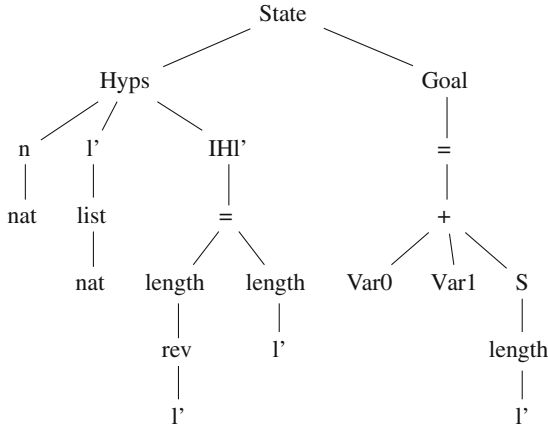 State
Hyps Goal
n l’ IHl’ =
nat list = +
nat length length Var0 Var1 S
rev l’ length
l’ l’